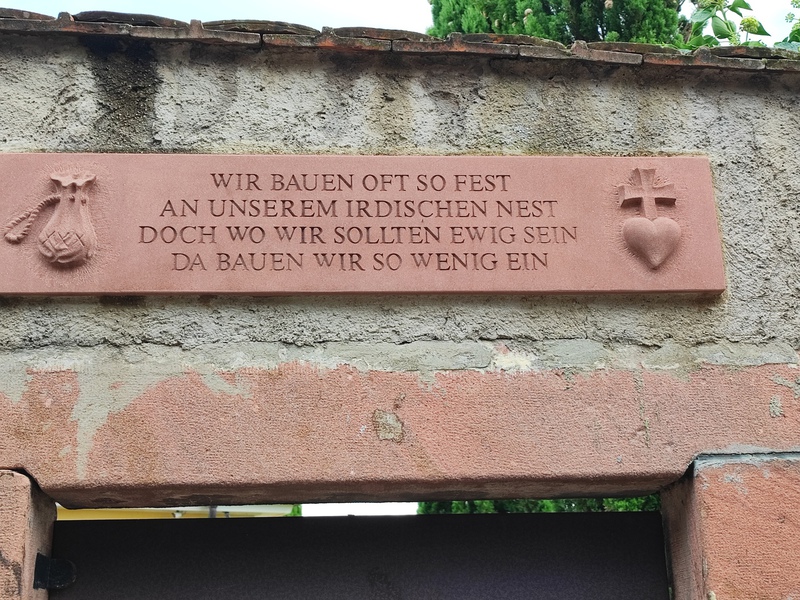 WIR BAUEN OFT SO FEST
AN UNSEREM IRDISCHEN NEST
DOCH WO WIR SOLLTEN EWIG SEIN
DA BAUEN WIR SO WENIG EIN